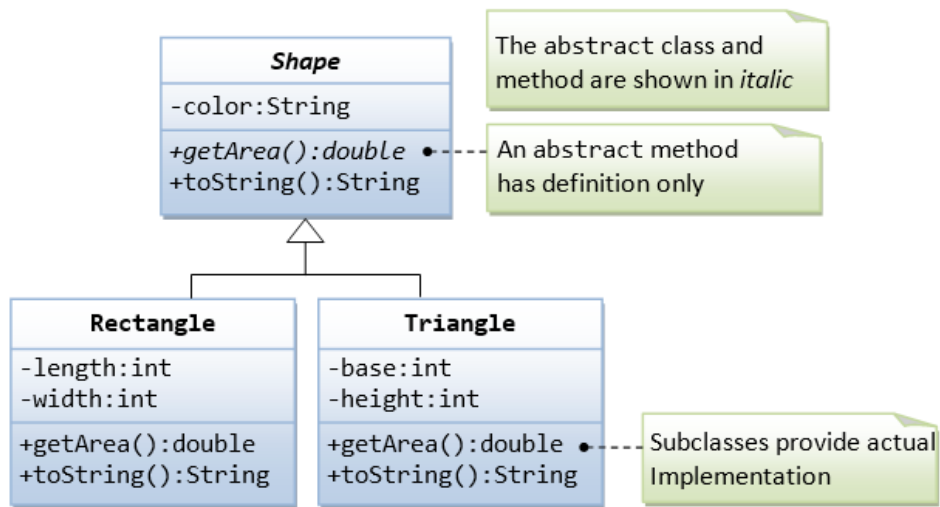 Shape
-color:String
+getArea():double
+toString():String
The abstract class and
method are shown in italic
An abstract method
has definition only
Rectangle
-length:int
-width:int
+getArea():double
+toString():String
Triangle
-base:int
-height:int
+getArea():double
+toString():String
Subclasses provide actual
Implementation